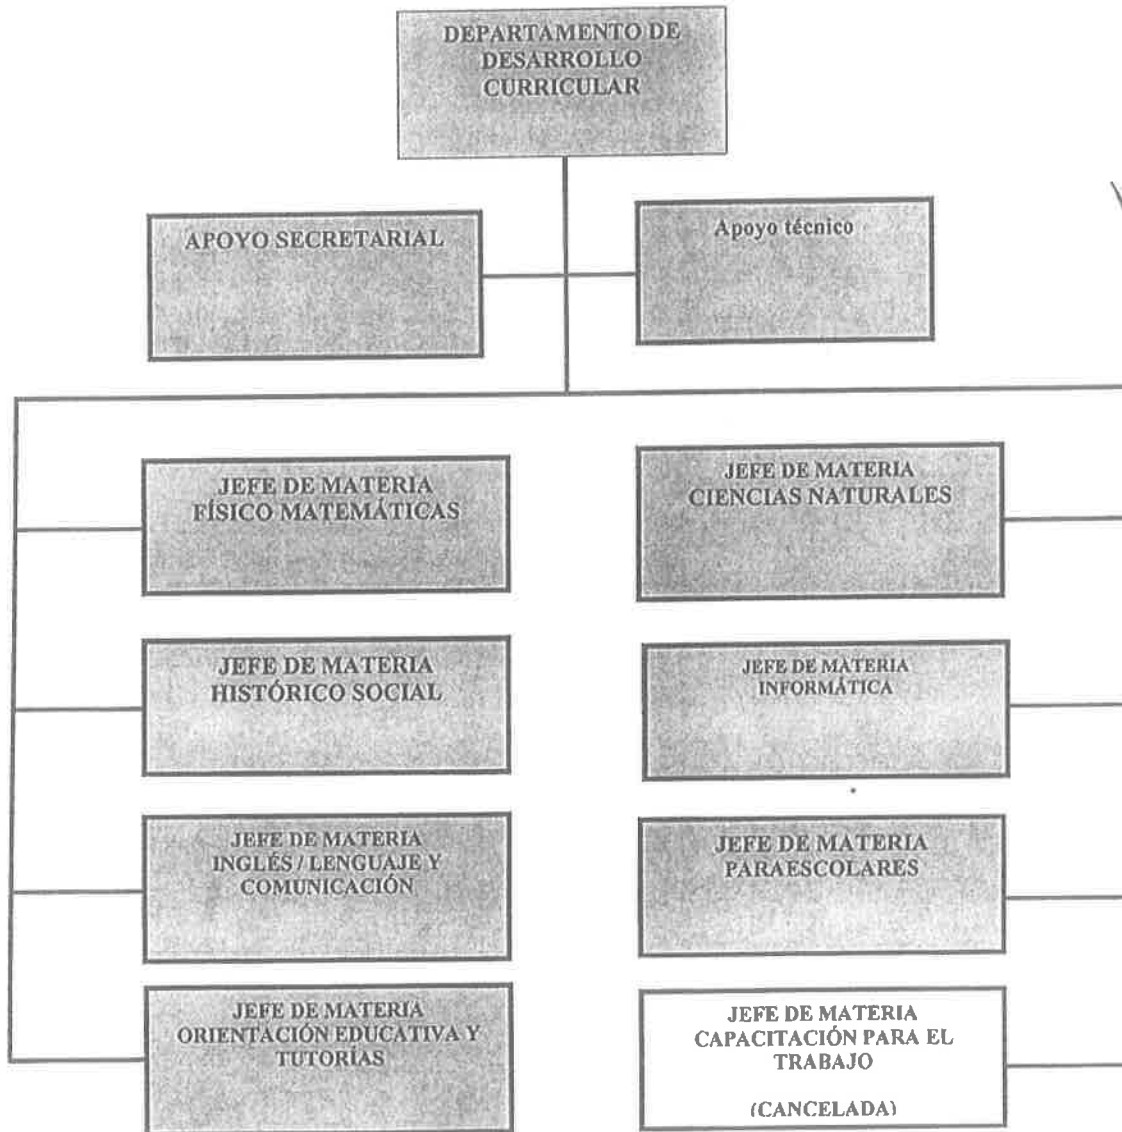 DEPARTAMENTO DE
DESARROLLO
CURRICULAR
APOYO SECRETARIAL
Apoyo técnico
JEFE DE MATERIA
FÍSICO MATEMÁTICAS
JEFE DE MATERIA
CIENCIAS NATURALES
JEFE DE MATERIA
HISTÓRICO SOCIAL
JEFE DE MATERIA
INFORMÁTICA
JEFE DE MATERIA
INGLÉS / LENGUAJE Y
COMUNICACIÓN
JEFE DE MATERIA
PARAESCOLARES
JEFE DE MATERIA
ORIENTACIÓN EDUCATIVA Y
TUTORÍAS
JEFE DE MATERIA
CAPACITACIÓN PARA EL
TRABAJO
(CANCELADA)